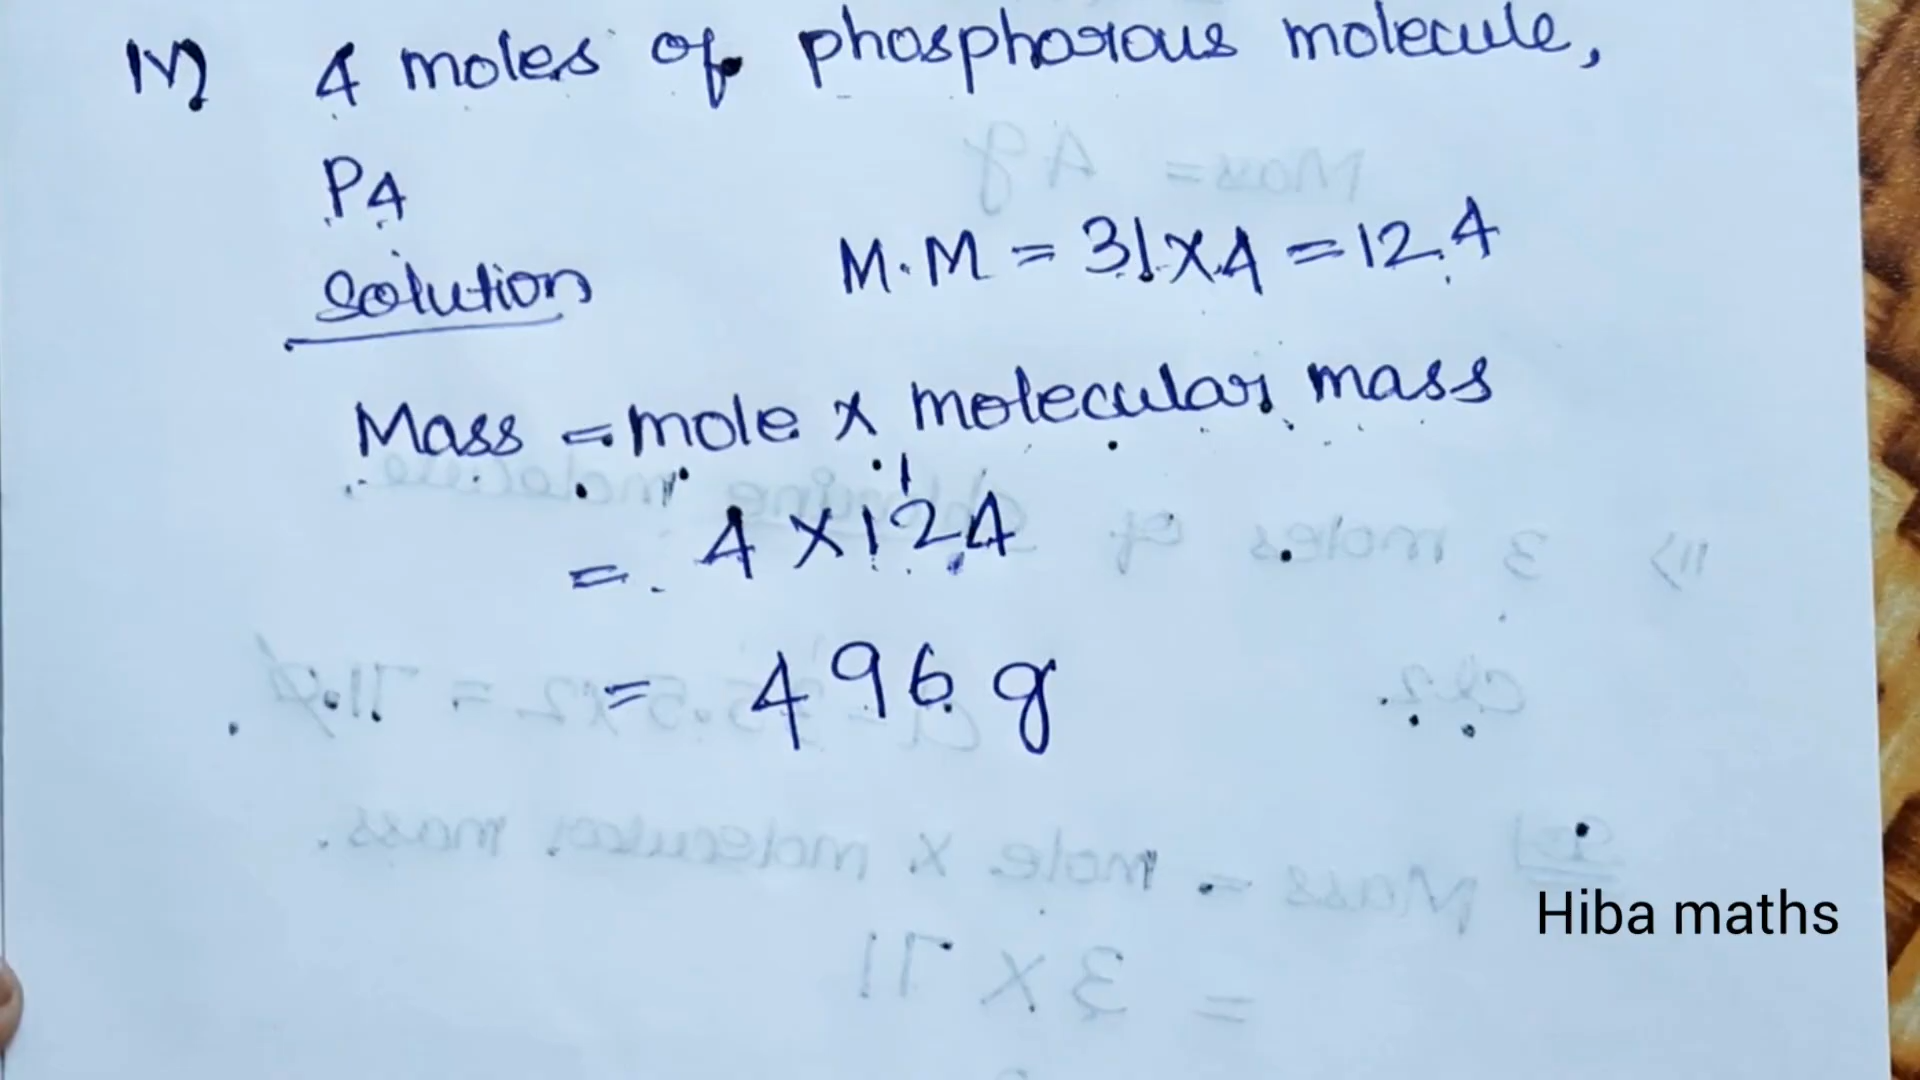 IV) 4 moles of phosphorous molecule,
P4
Solution
M.M = 31 x 4 = 124
Mass = mole x molecular mass
= 4 x 124
= 496 g
Hiba maths